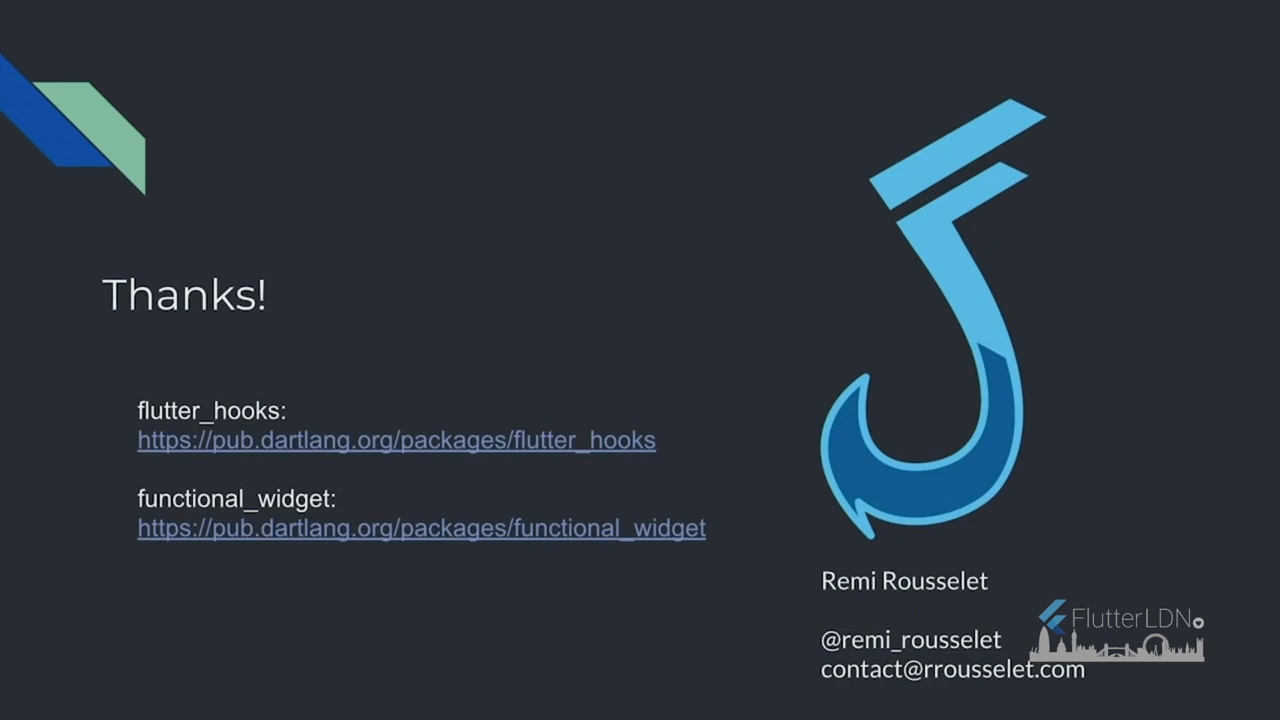 Thanks!
flutter_hooks:
https://pub.dartlang.org/packages/flutter_hooks
functional_widget:
https://pub.dartlang.org/packages/functional_widget
Remi Rousselet
@remi_rousselet
contact@rrousselet.com
FlutterLDN